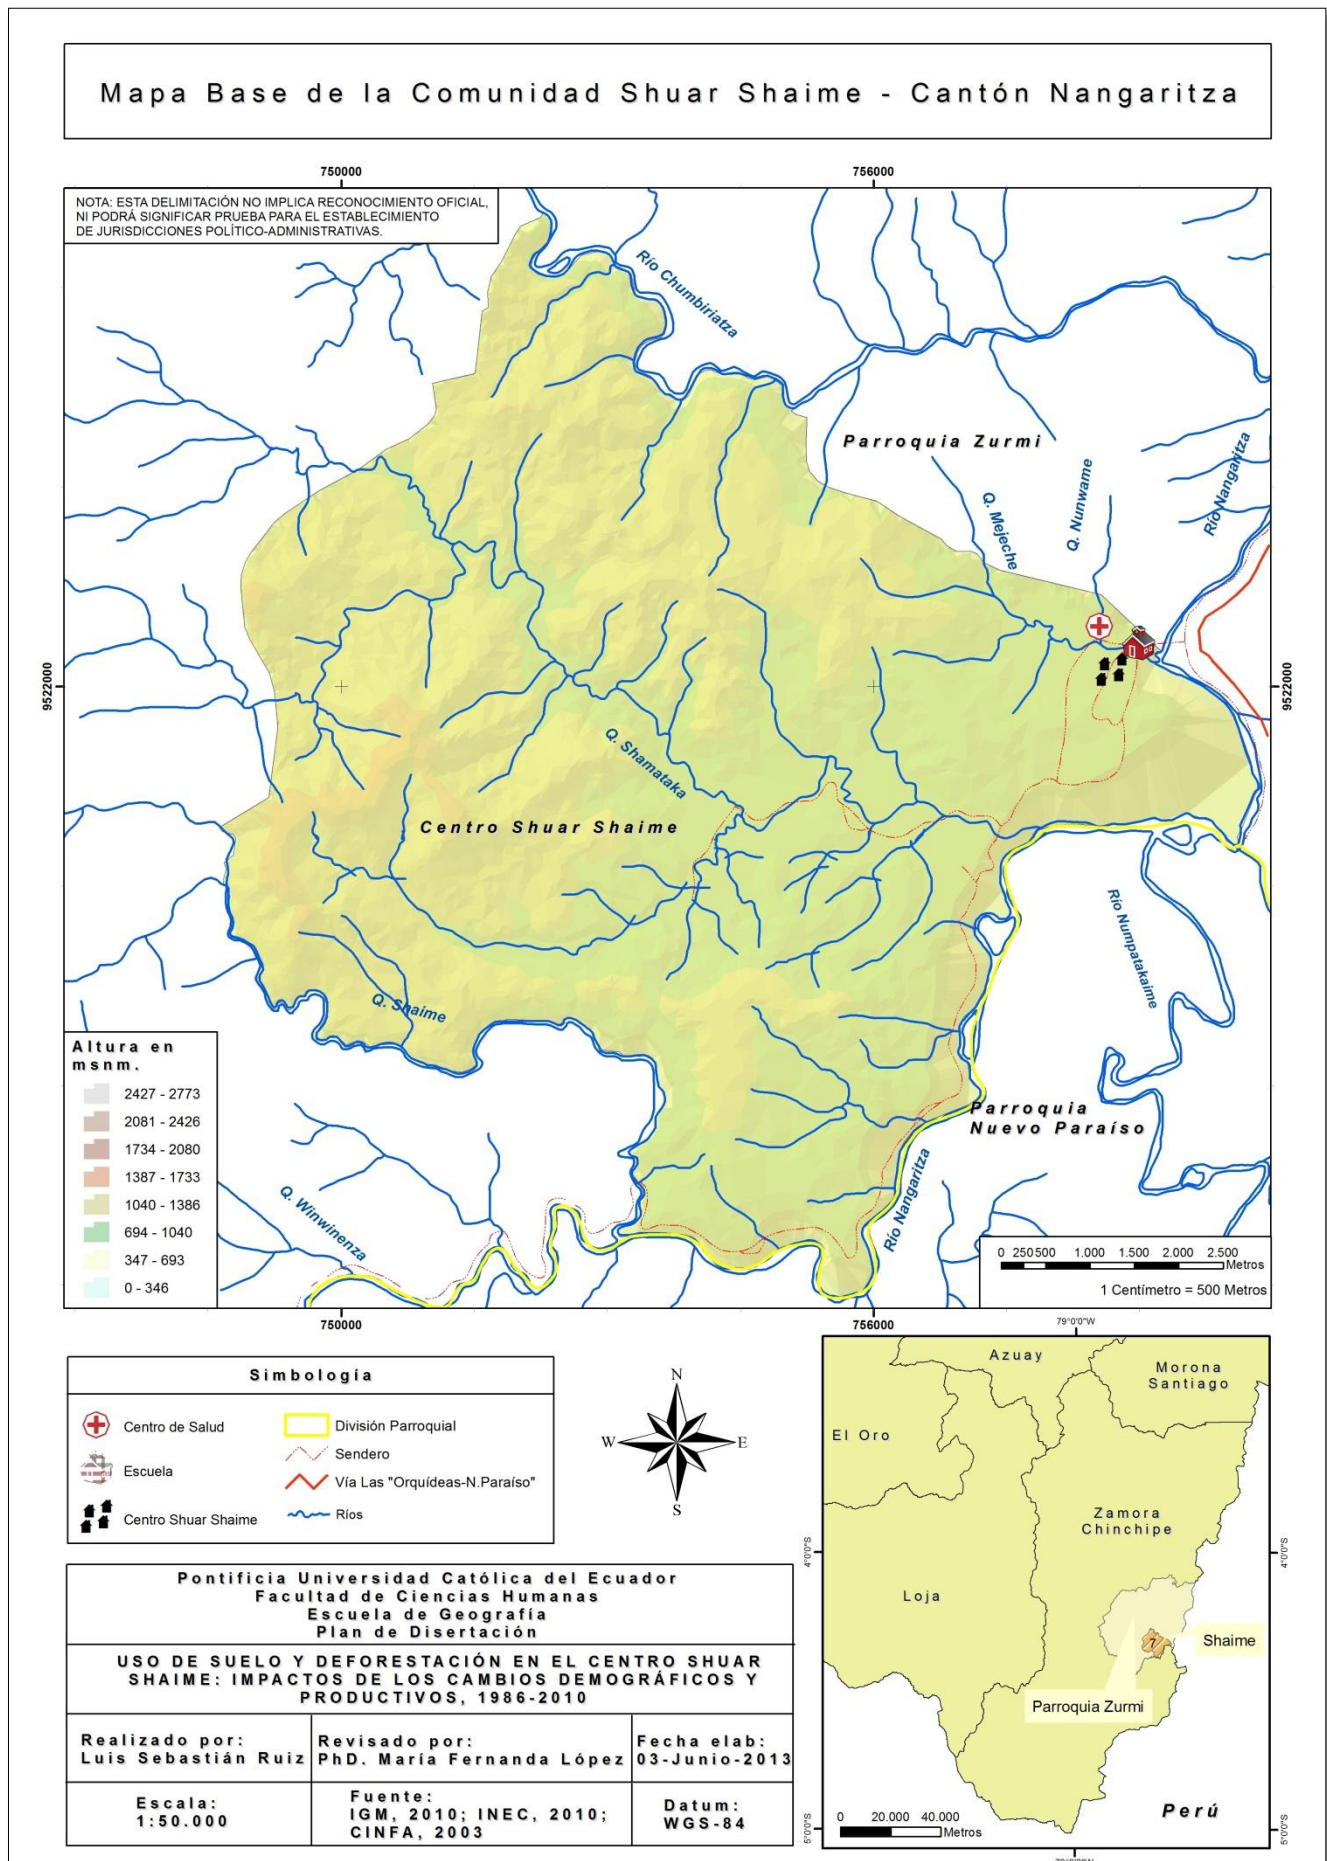 Mapa Base de la Comunidad Shuar Shaime - Cantón Nangaritza
750000
756000
NOTA: ESTA DELIMITACIÓN NO IMPLICA RECONOCIMIENTO OFICIAL,
NI PODRÁ SIGNIFICAR PRUEBA PARA EL ESTABLECIMIENTO
DE JURISDICCIONES POLÍTICO-ADMINISTRATIVAS.
Río Chumbiriatza
Parroquia Zurmi
Río Nangaritza
Q. Nunwame
Q. Mejeche
9522000
9522000
Q. Shamataka
Centro Shuar Shaime
Río Numpatakaime
Q. Shaime
Altura en
msnm.
2427 - 2773
2081 - 2426
1734 - 2080
1387 - 1733
1040 - 1386
694 - 1040
347 - 693
0 - 346
Parroquia
Nuevo Paraíso
Q. Winwinenza
Río Nangaritza
0 250 500 1.000 1.500 2.000 2.500
Metros
1 Centímetro = 500 Metros
750000
756000
Simbología
Centro de Salud
Escuela
Centro Shuar Shaime
División Parroquial
Sendero
Vía Las "Orquídeas-N.Paraíso"
Ríos
N
W
E
S
79°0'0"W
Azuay
Morona
Santiago
El Oro
Zamora
Chinchipe
4°0'0"S
4°0'0"S
Loja
Shaime
Parroquia Zurmi
Perú
0 20.000 40.000
Metros
5°0'0"S
5°0'0"S
79°0'0"W
Pontificia Universidad Católica del Ecuador
Facultad de Ciencias Humanas
Escuela de Geografía
Plan de Disertación
USO DE SUELO Y DEFORESTACIÓN EN EL CENTRO SHUAR
SHAIME: IMPACTOS DE LOS CAMBIOS DEMOGRÁFICOS Y
PRODUCTIVOS, 1986-2010
Realizado por:
Luis Sebastián Ruiz
Revisado por:
PhD. María Fernanda López
Fecha elab:
03-Junio-2013
Escala:
1:50.000
Fuente:
IGM, 2010; INEC, 2010;
CINFA, 2003
Datum:
WGS-84